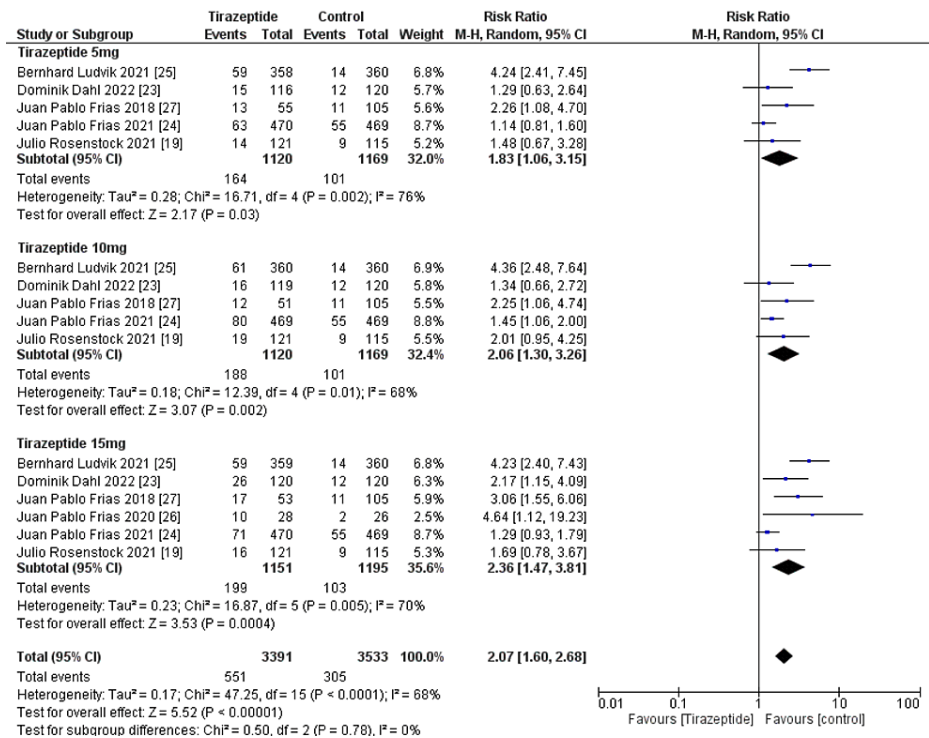 Tirazeptide Control Risk Ratio Risk Ratio
Study or Subgroup Events Total Events Total Weight M-H, Random, 95% CI M-H, Random, 95% CI
Tirazeptide 5mg
Bernhard Ludvik 2021 [25] 59 358 14 360 6.8% 4.24 [2.41, 7.45]
Dominik Dahl 2022 [23] 15 116 12 120 5.7% 1.29 [0.63, 2.64]
Juan Pablo Frias 2018 [27] 13 55 11 105 5.6% 2.26 [1.08, 4.70]
Juan Pablo Frias 2021 [24] 63 470 55 469 8.7% 1.14 [0.81, 1.60]
Julio Rosenstock 2021 [19] 14 121 9 115 5.2% 1.48 [0.67, 3.28]
Subtotal (95% CI) 1120 1169 32.0% 1.83 [1.06, 3.15]
Total events 164 101
Heterogeneity: Tau² = 0.28; Chi² = 16.71, df = 4 (P = 0.002); I² = 76%
Test for overall effect: Z = 2.17 (P = 0.03)
Tirazeptide 10mg
Bernhard Ludvik 2021 [25] 61 360 14 360 6.9% 4.36 [2.48, 7.64]
Dominik Dahl 2022 [23] 16 119 12 120 5.8% 1.34 [0.66, 2.72]
Juan Pablo Frias 2018 [27] 12 51 11 105 5.5% 2.25 [1.06, 4.74]
Juan Pablo Frias 2021 [24] 80 469 55 469 8.8% 1.45 [1.06, 2.00]
Julio Rosenstock 2021 [19] 19 121 9 115 5.5% 2.01 [0.95, 4.25]
Subtotal (95% CI) 1120 1169 32.4% 2.06 [1.30, 3.26]
Total events 188 101
Heterogeneity: Tau² = 0.18; Chi² = 12.39, df = 4 (P = 0.01); I² = 68%
Test for overall effect: Z = 3.07 (P = 0.002)
Tirazeptide 15mg
Bernhard Ludvik 2021 [25] 59 359 14 360 6.8% 4.23 [2.40, 7.43]
Dominik Dahl 2022 [23] 26 120 12 120 6.3% 2.17 [1.15, 4.09]
Juan Pablo Frias 2018 [27] 17 53 11 105 5.9% 3.06 [1.55, 6.06]
Juan Pablo Frias 2020 [26] 10 28 2 26 2.5% 4.64 [1.12, 19.23]
Juan Pablo Frias 2021 [24] 71 470 55 469 8.7% 1.29 [0.93, 1.79]
Julio Rosenstock 2021 [19] 16 121 9 115 5.3% 1.69 [0.78, 3.67]
Subtotal (95% CI) 1151 1195 35.6% 2.36 [1.47, 3.81]
Total events 199 103
Heterogeneity: Tau² = 0.23; Chi² = 16.87, df = 5 (P = 0.005); I² = 70%
Test for overall effect: Z = 3.53 (P = 0.0004)
Total (95% CI) 3391 3533 100.0% 2.07 [1.60, 2.68]
Total events 551 305
Heterogeneity: Tau² = 0.17; Chi² = 47.25, df = 15 (P < 0.0001); I² = 68%
Test for overall effect: Z = 5.52 (P < 0.00001)
Test for subgroup differences: Chi² = 0.50, df = 2 (P = 0.78), I² = 0%
0.01 0.1 1 10 100
Favours [Tirazeptide] Favours [control]